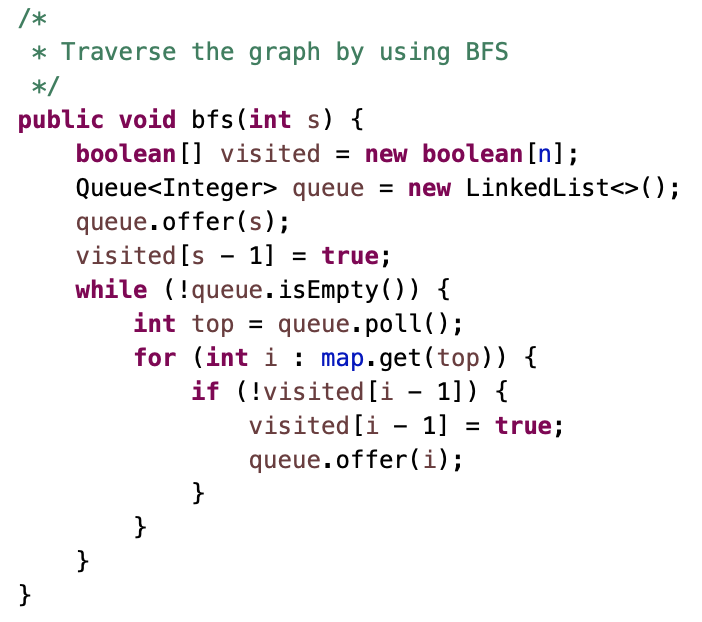 /*
 * Traverse the graph by using BFS
 */
public void bfs(int s) {
    boolean[] visited = new boolean[n];
    Queue<Integer> queue = new LinkedList<>();
    queue.offer(s);
    visited[s - 1] = true;
    while (!queue.isEmpty()) {
        int top = queue.poll();
        for (int i : map.get(top)) {
            if (!visited[i - 1]) {
                visited[i - 1] = true;
                queue.offer(i);
            }
        }
    }
}